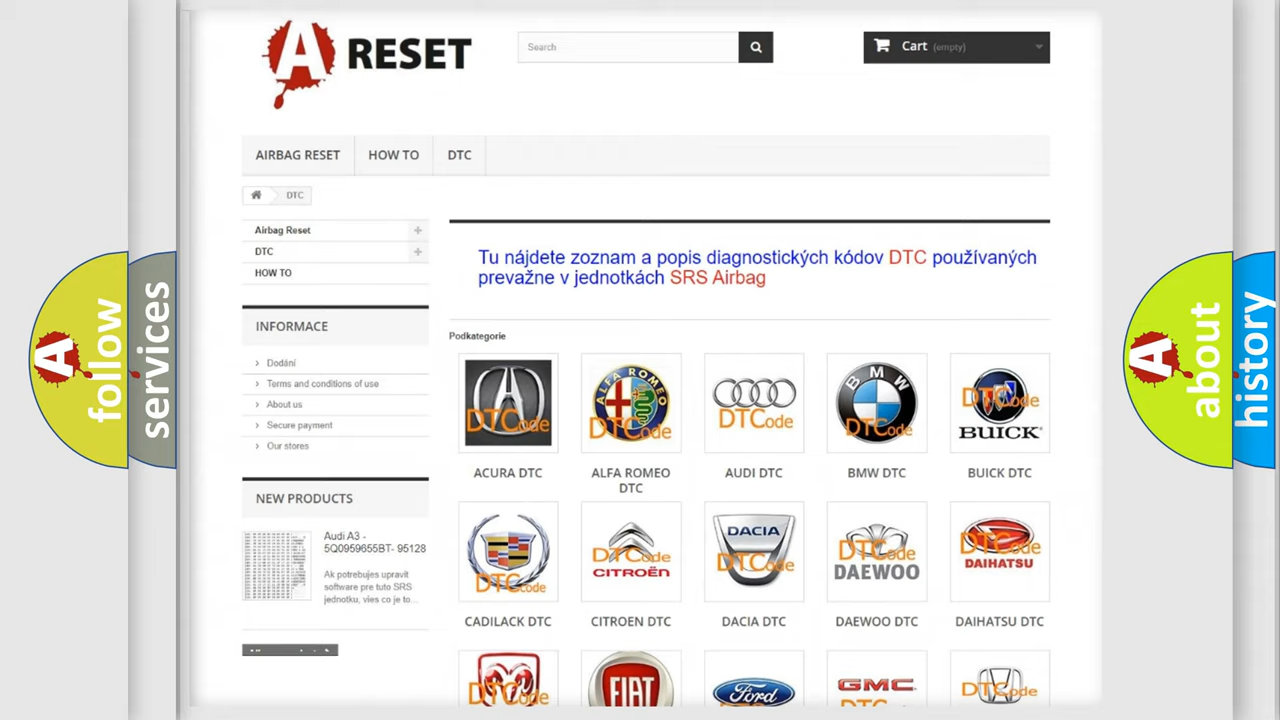 A RESET
Search
Cart (empty)
AIRBAG RESET
HOW TO
DTC
DTC
Airbag Reset
DTC
HOW TO
Tu nájdete zoznam a popis diagnostických kódov DTC používaných
prevažne v jednotkách SRS Airbag
INFORMACE
Dodání
Terms and conditions of use
About us
Secure payment
Our stores
Podkategorie
DTCode
ALFA ROMEO
DTCode
DTCode
BMW
DTCode
DTCode
BUICK
ACURA DTC
ALFA ROMEO
DTC
AUDI DTC
BMW DTC
BUICK DTC
NEW PRODUCTS
Audi A3 -
5Q0959655BT- 95128
Ak potrebujes upravit
software pre tuto SRS
jednotku, vies co je to...
DTCode
DTCode
CITROËN
DACIA
DTCode
DTCode
DAEWOO
DTCode
DAIHATSU
CADILACK DTC
CITROEN DTC
DACIA DTC
DAEWOO DTC
DAIHATSU DTC
DTCode
FIAT
Ford
GMC
DTCode
A follow
services
A about
history